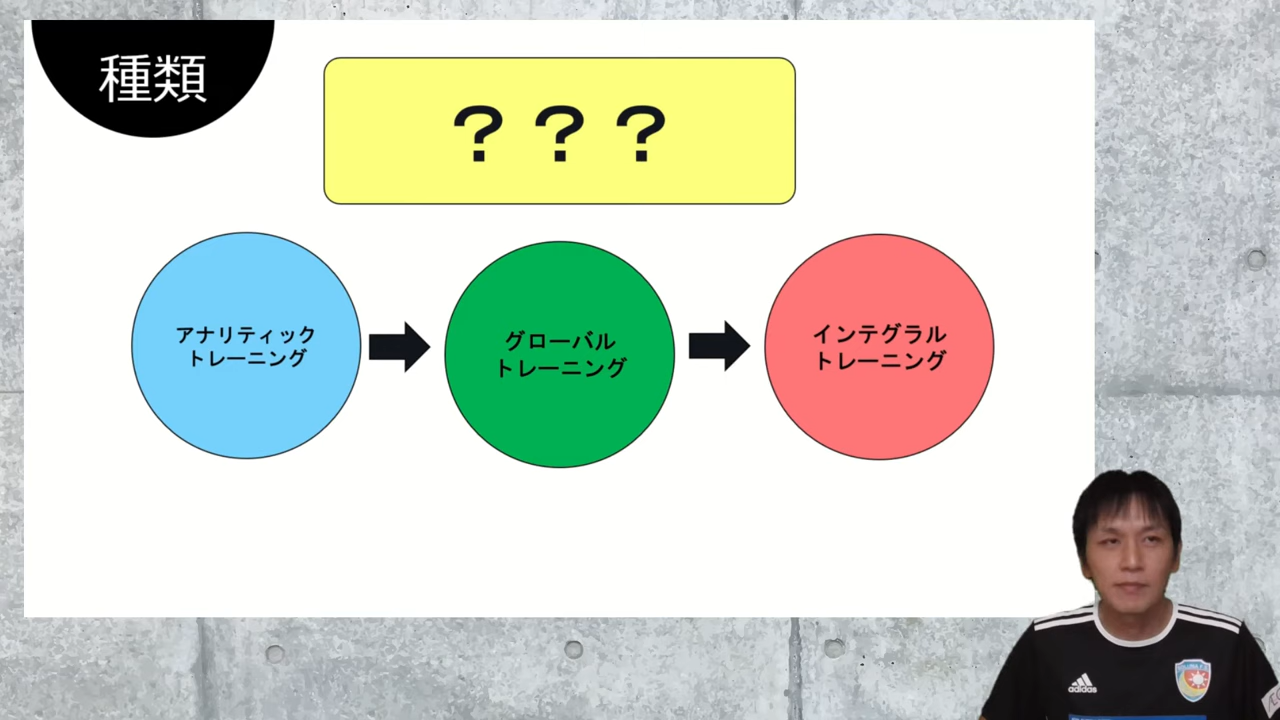 種類
？？？
アナリティック
トレーニング
グローバル
トレーニング
インテグラル
トレーニング
adidas